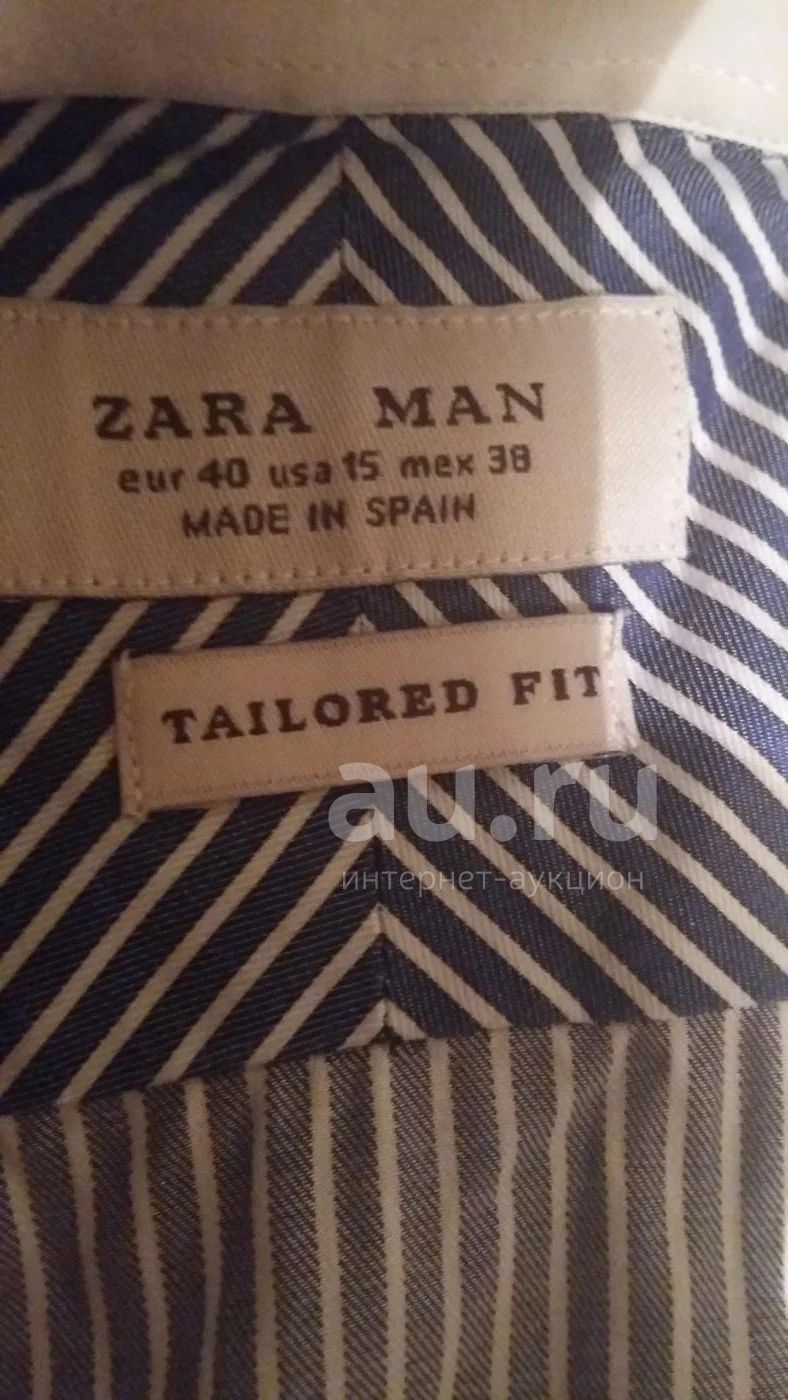 ZARA MAN
eur 40 usa 15 mex 38
MADE IN SPAIN
TAILORED FIT
au.ru
интернет-аукцион